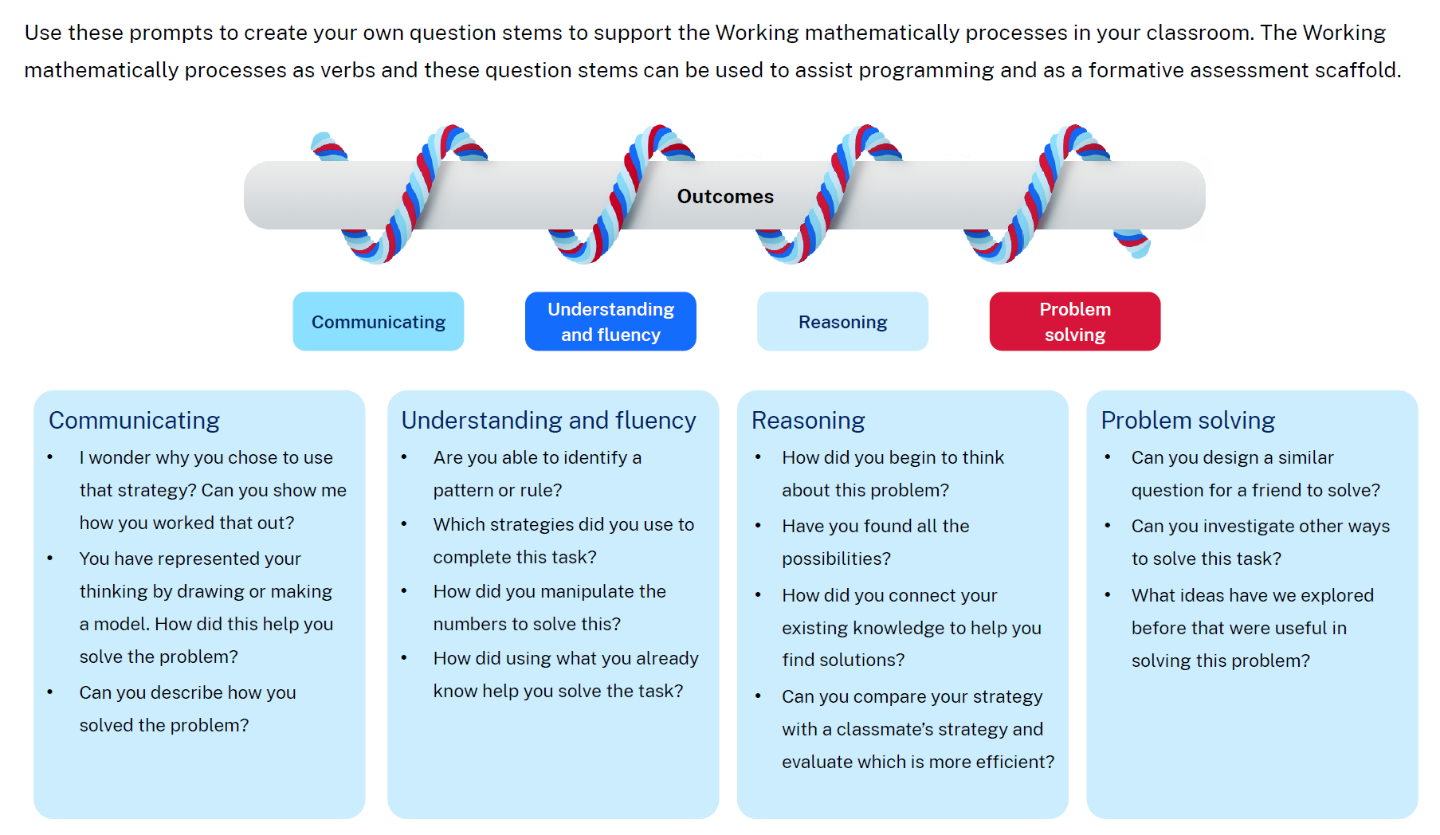 Use these prompts to create your own question stems to support the Working mathematically processes in your classroom. The Working
mathematically processes as verbs and these question stems can be used to assist programming and as a formative assessment scaffold.
Outcomes
Communicating
Understanding
and fluency
Reasoning
Problem
solving
Communicating
• I wonder why you chose to use
that strategy? Can you show me
how you worked that out?
• You have represented your
thinking by drawing or making
a model. How did this help you
solve the problem?
• Can you describe how you
solved the problem?
Understanding and fluency
• Are you able to identify a
pattern or rule?
• Which strategies did you use to
complete this task?
• How did you manipulate the
numbers to solve this?
• How did using what you already
know help you solve the task?
Reasoning
• How did you begin to think
about this problem?
• Have you found all the
possibilities?
• How did you connect your
existing knowledge to help you
find solutions?
• Can you compare your strategy
with a classmate's strategy and
evaluate which is more efficient?
Problem solving
• Can you design a similar
question for a friend to solve?
• Can you investigate other ways
to solve this task?
• What ideas have we explored
before that were useful in
solving this problem?